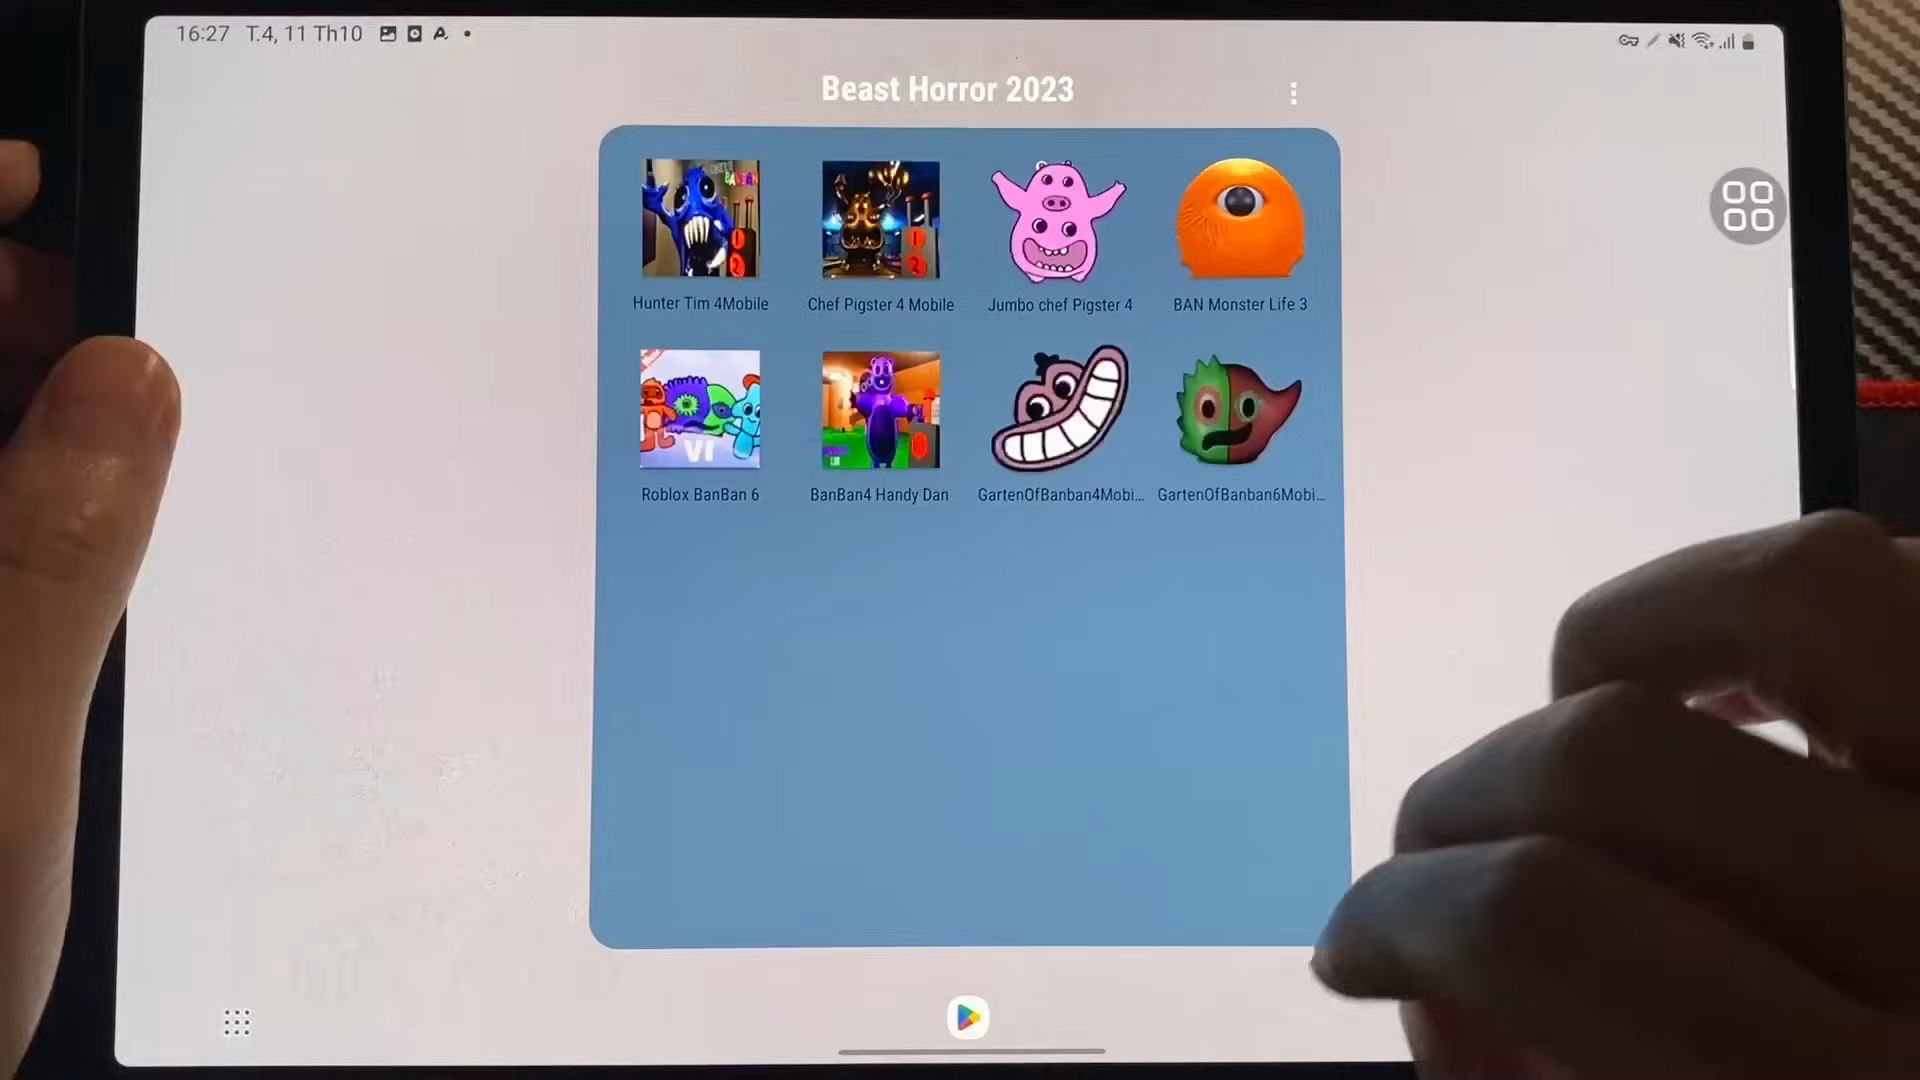 16:27 T.4, 11 Th10
Beast Horror 2023
Hunter Tim 4Mobile
Chef Pigster 4 Mobile
Jumbo chef Pigster 4
BAN Monster Life 3
VI
Roblox BanBan 6
BanBan4 Handy Dan
GartenOfBanban4Mobi...
GartenOfBanban6Mobi...